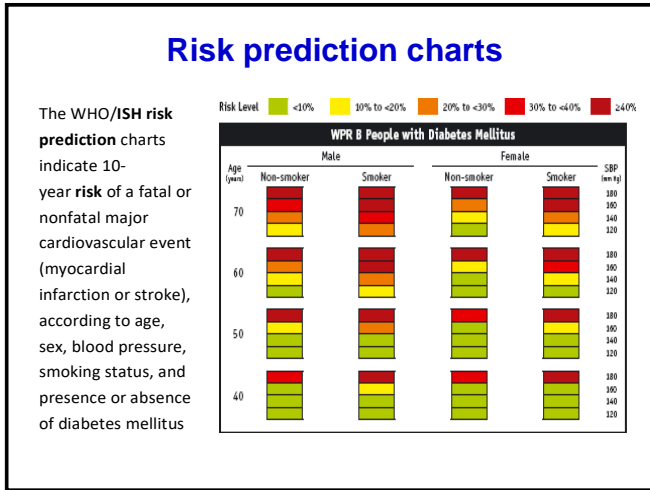 Risk prediction charts
The WHO/ISH risk
prediction charts
indicate 10-
year risk of a fatal or
nonfatal major
cardiovascular event
(myocardial
infarction or stroke),
according to age,
sex, blood pressure,
smoking status, and
presence or absence
of diabetes mellitus
Risk Level <10% 10% to <20% 20% to <30% 30% to <40% ≥40%
WPR B People with Diabetes Mellitus
Male Female
Age (years) Non-smoker Smoker Non-smoker Smoker SBP (mm Hg)
180
70 160
140
120
180
60 160
140
120
180
50 160
140
120
180
40 160
140
120